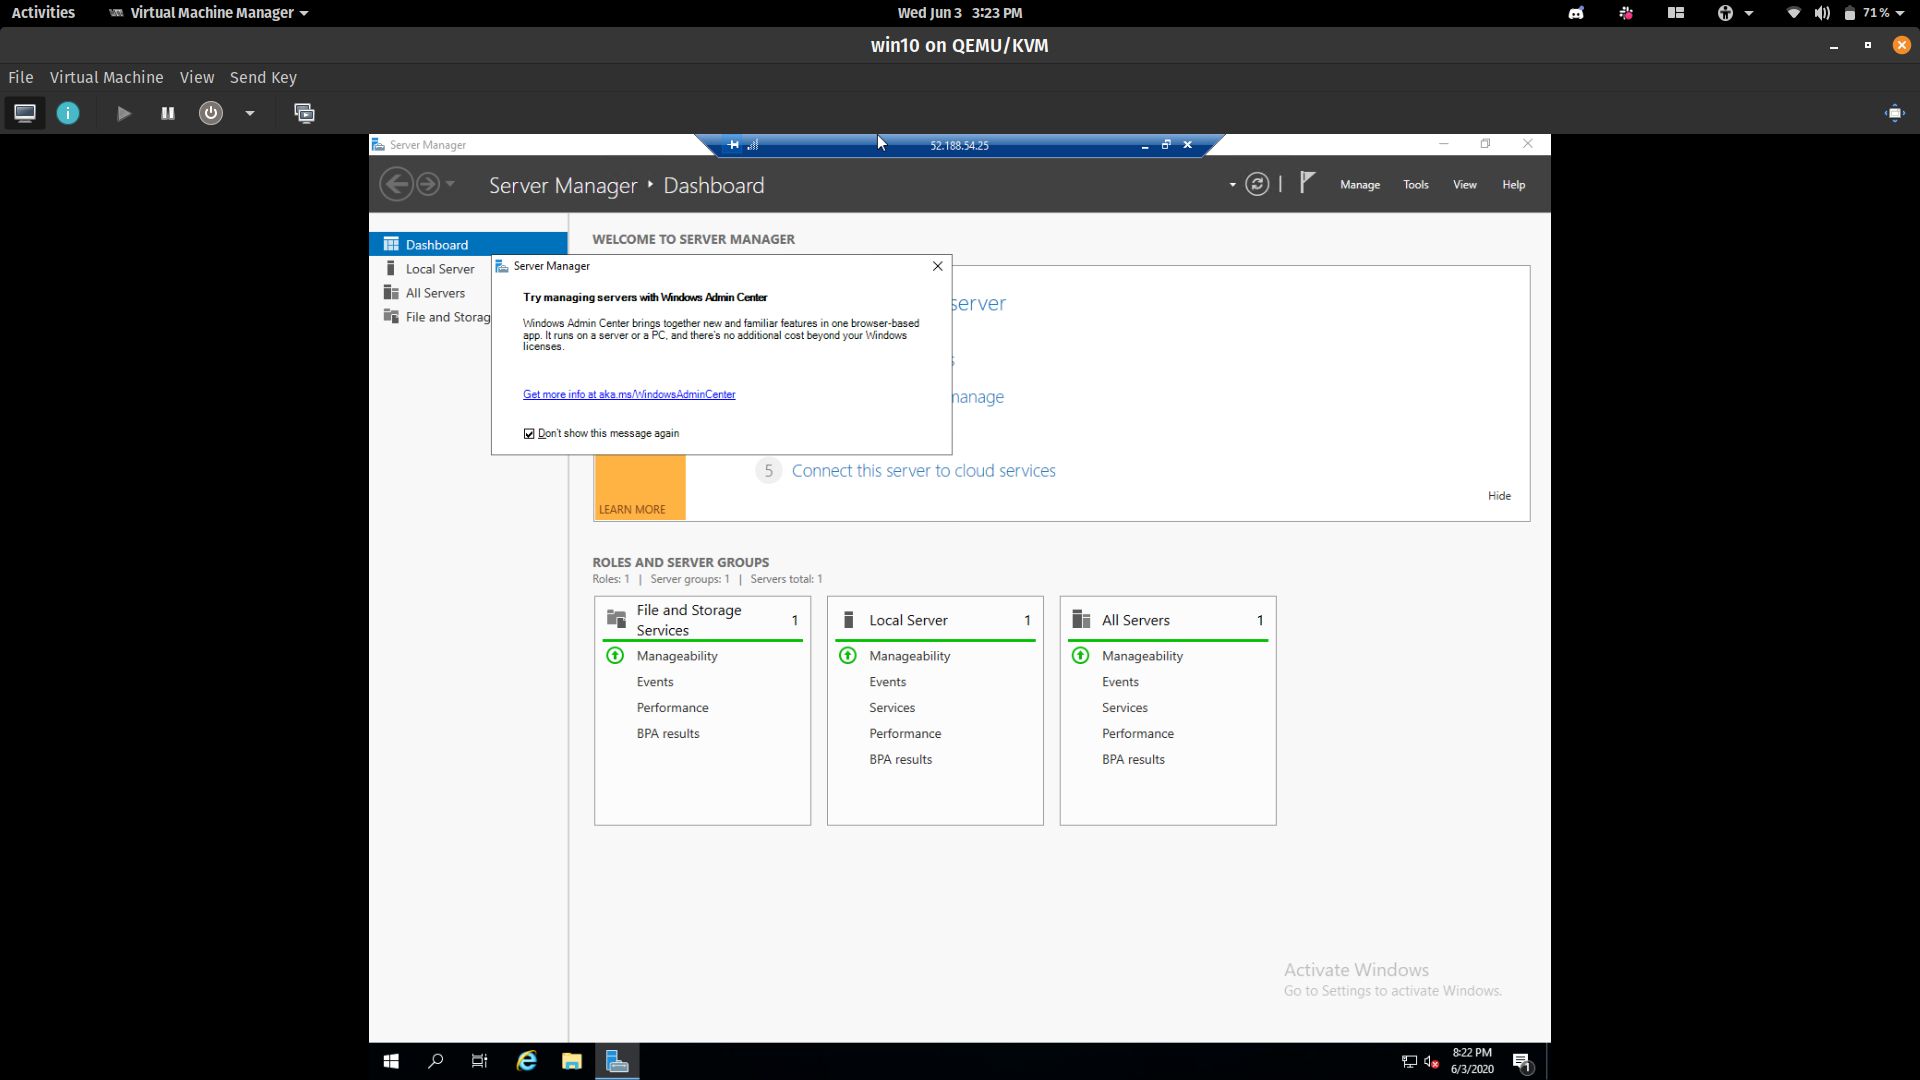 Activities
Virtual Machine Manager
Wed Jun 3 3:23 PM
71 %
win10 on QEMU/KVM
File Virtual Machine View Send Key
Server Manager
52.188.54.25
Server Manager Dashboard
Manage Tools View Help
Dashboard
Local Server
All Servers
File and Storag
WELCOME TO SERVER MANAGER
Server Manager
Try managing servers with Windows Admin Center
Windows Admin Center brings together new and familiar features in one browser-based
app. It runs on a server or a PC, and there's no additional cost beyond your Windows
licenses.
Get more info at aka.ms/WindowsAdminCenter
Don't show this message again
server
s
manage
5 Connect this server to cloud services
LEARN MORE
Hide
ROLES AND SERVER GROUPS
Roles: 1 | Server groups: 1 | Servers total: 1
File and Storage
Services
1
Manageability
Events
Performance
BPA results
Local Server 1
Manageability
Events
Services
Performance
BPA results
All Servers 1
Manageability
Events
Services
Performance
BPA results
Activate Windows
Go to Settings to activate Windows.
8:22 PM
6/3/2020
1